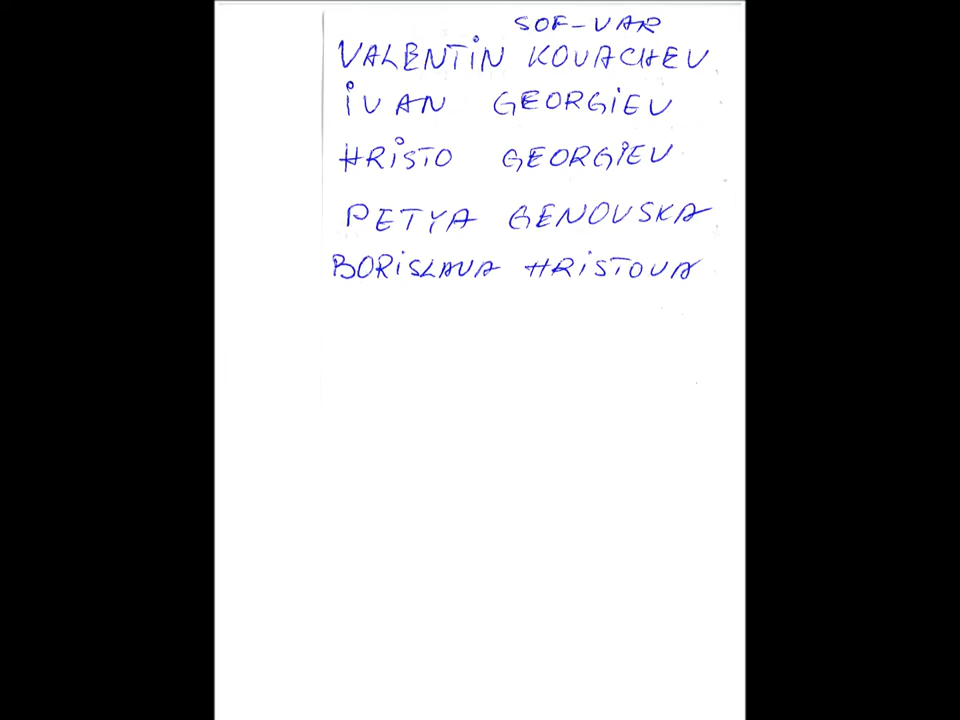 SOF-VAR
VALENTiN KOVACHEV
iVAN GEORGiEV
HRiSTO GEORGiEV
PETYA GENOVSKA
BORiSLAVA HRiSTOVA